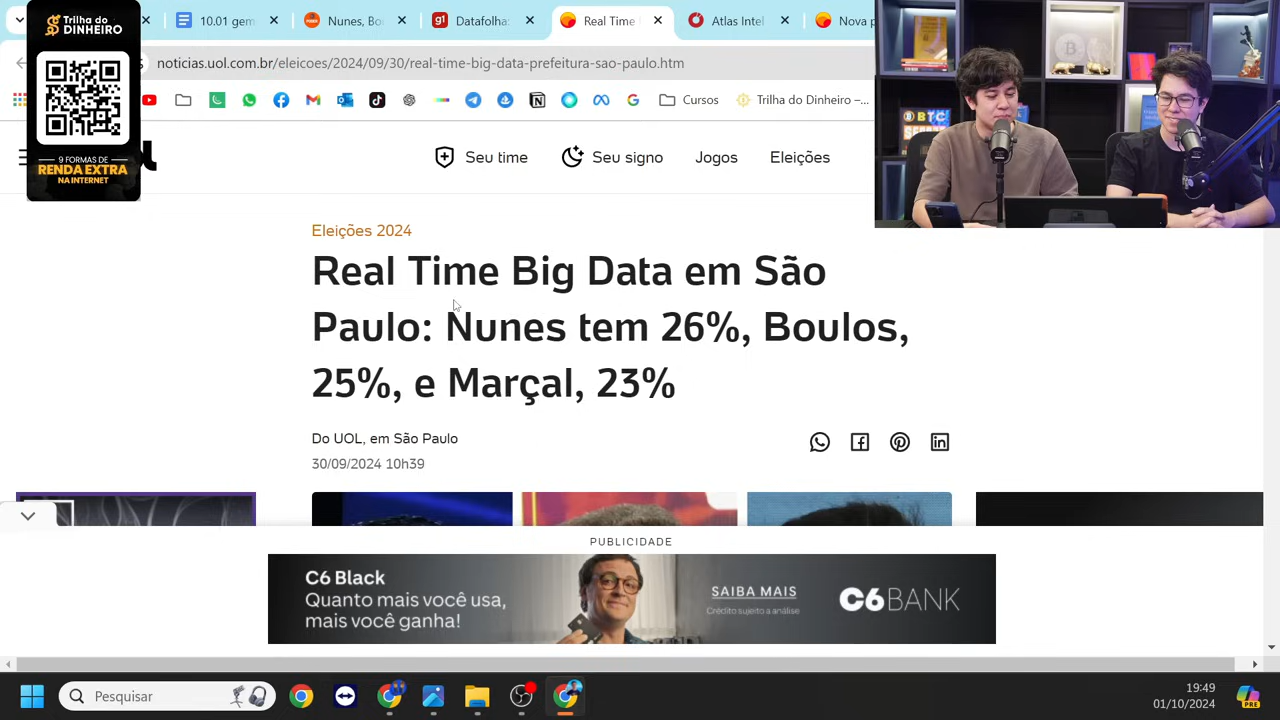 Trilha do
DINHEIRO
9 FORMAS DE
RENDA EXTRA
NA INTERNET
10.01 gem
Nunes, Bo
Datafolha:
Real Time
Atlas Intel
Nova p
noticias.uol.com.br/eleicoes/2024/09/30/real-time-big-data-prefeitura-sao-paulo.htm
Cursos
Trilha do Dinheiro –...
Seu time
Seu signo
Jogos
Eleições
BTC
Eleições 2024
Real Time Big Data em São
Paulo: Nunes tem 26%, Boulos,
25%, e Marçal, 23%
Do UOL, em São Paulo
30/09/2024 10h39
PUBLICIDADE
C6 Black
Quanto mais você usa,
mais você ganha!
SAIBA MAIS
Crédito sujeito a análise
C6 BANK
Pesquisar
19:49
01/10/2024
PRE